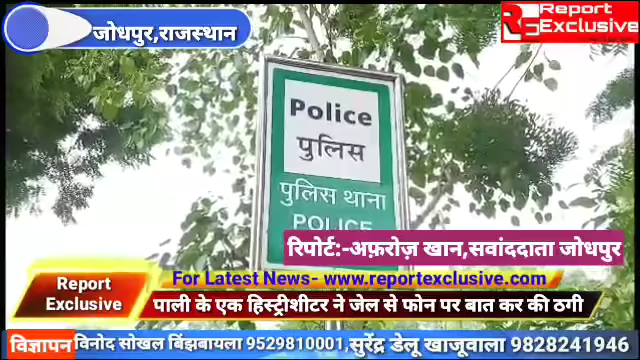 जोधपुर,राजस्थान
Report
Exclusive
Police
पुलिस
पुलिस थाना
POLICE
रिपोर्ट:-अफ़रोज़ खान,सवांददाता जोधपुर
For Latest News- www.reportexclusive.com
Report
Exclusive
पाली के एक हिस्ट्रीशीटर ने जेल से फोन पर बात कर की ठगी
विज्ञापन
विनोद सोखल बिंझबायला 9529810001,सुरेंद्र डेलू खाजूवाला 9828241946